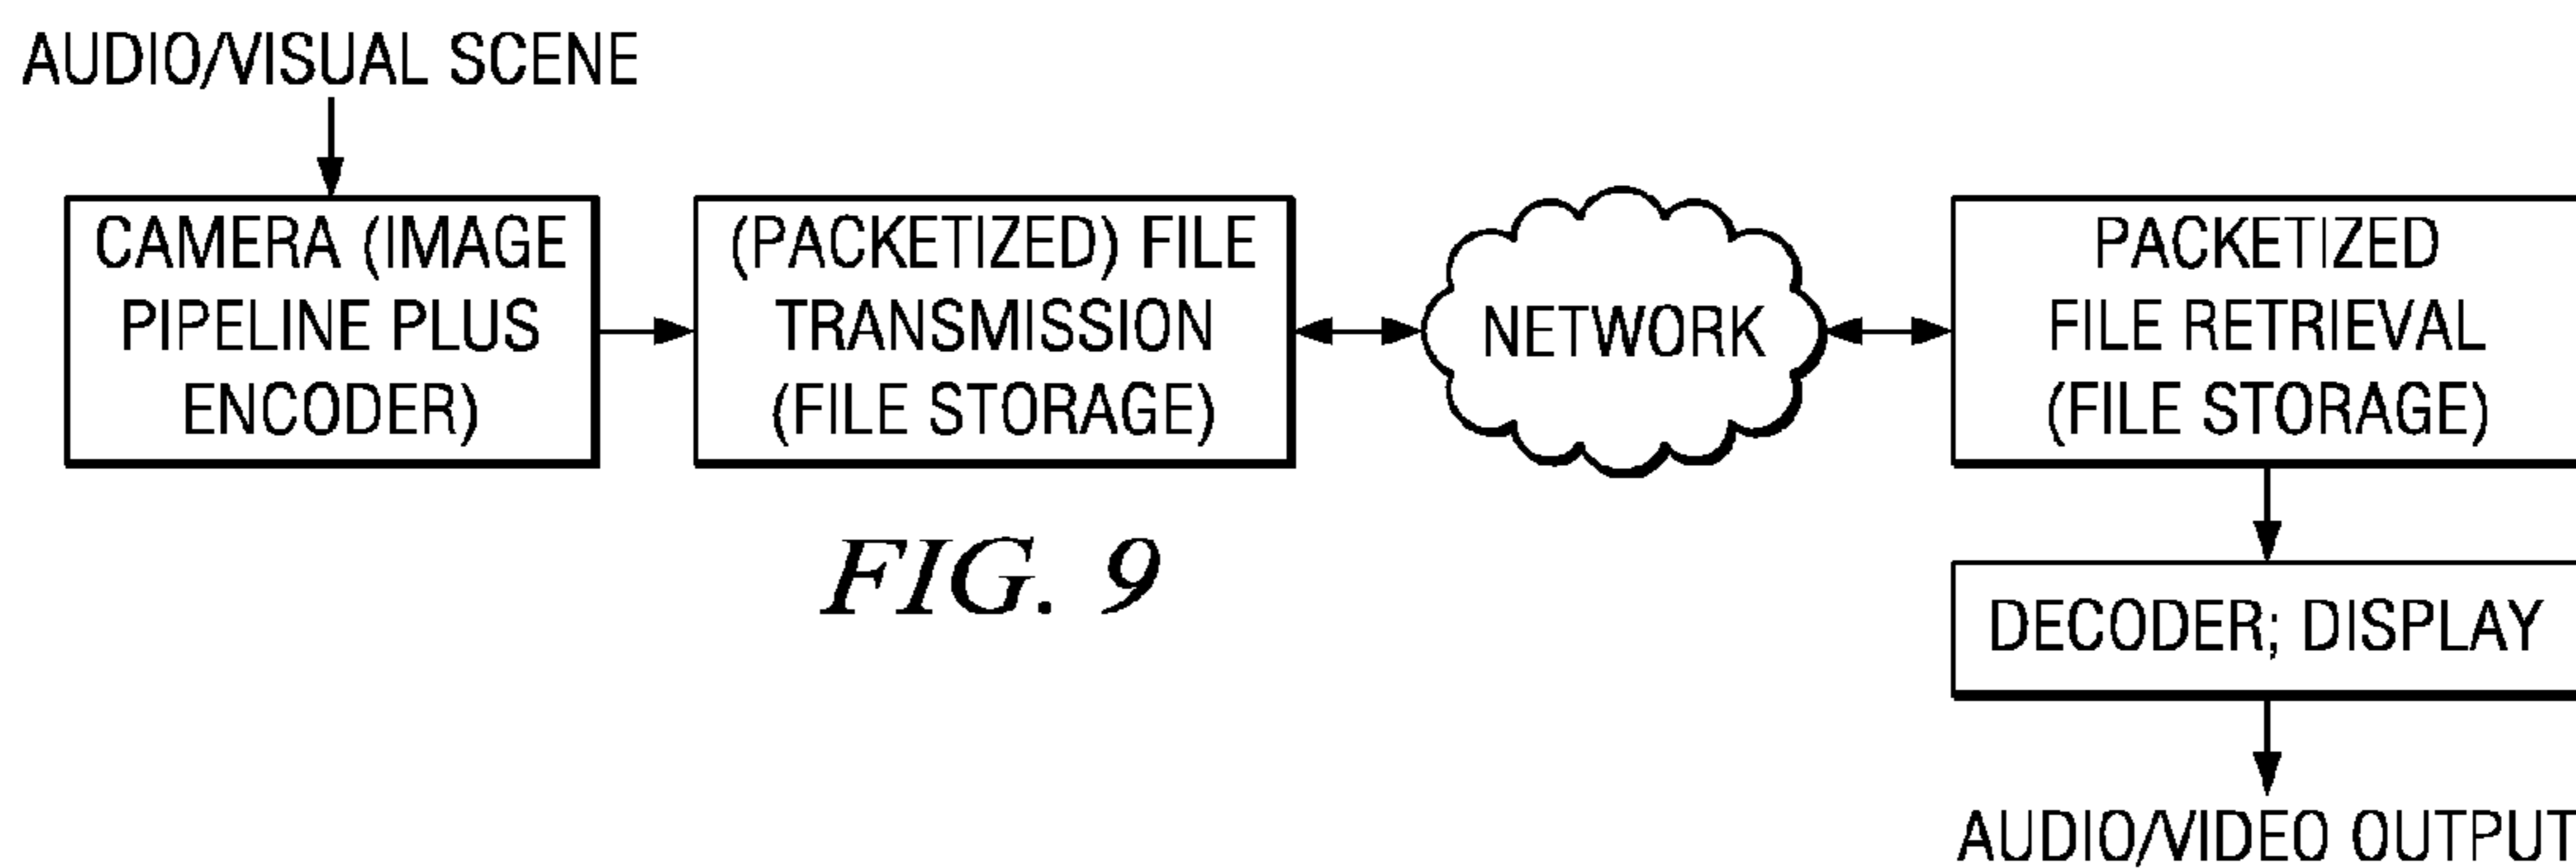 AUDIO/VISUAL SCENE
CAMERA (IMAGE
PIPELINE PLUS
ENCODER)
(PACKETIZED) FILE
TRANSMISSION
(FILE STORAGE)
NETWORK
PACKETIZED
FILE RETRIEVAL
(FILE STORAGE)
DECODER; DISPLAY
AUDIO/VIDEO OUTPUT
FIG. 9